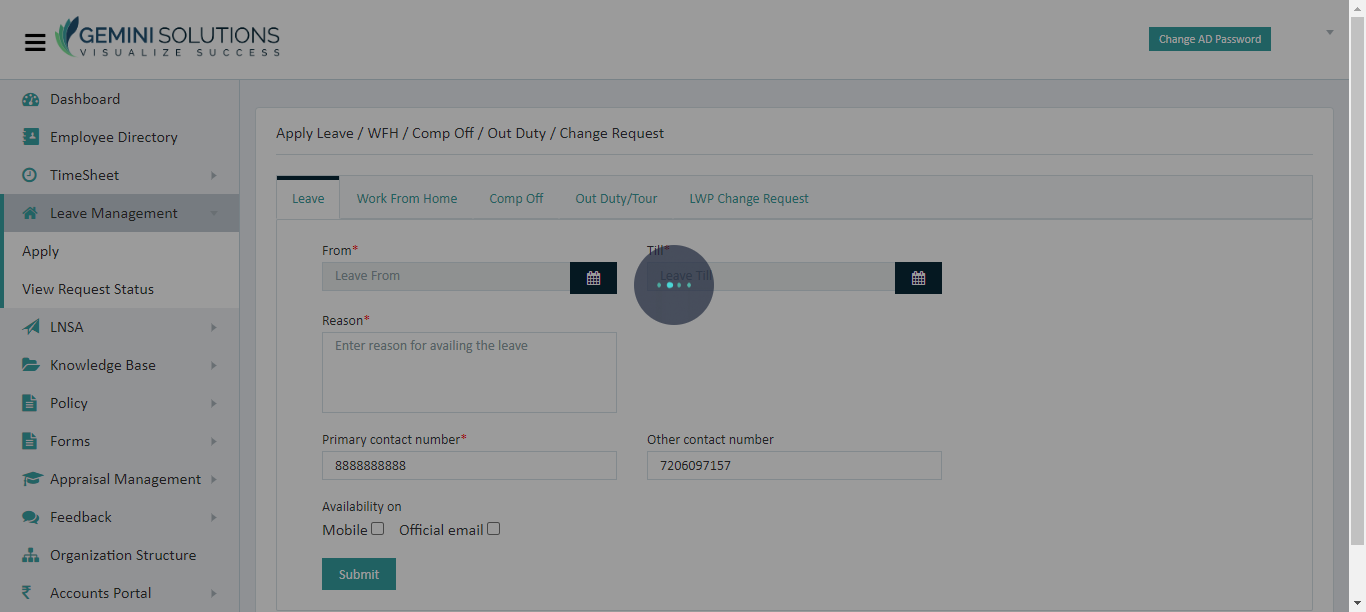 GEMINI SOLUTIONS
VISUALIZE SUCCESS
Change AD Password
Dashboard
Employee Directory
TimeSheet
Leave Management
Apply
View Request Status
LNSA
Knowledge Base
Policy
Forms
Appraisal Management
Feedback
Organization Structure
Accounts Portal
Apply Leave / WFH / Comp Off / Out Duty / Change Request
Leave Work From Home Comp Off Out Duty/Tour LWP Change Request
From* Till*
Leave From Leave Till
Reason*
Enter reason for availing the leave
Primary contact number* Other contact number
8888888888 7206097157
Availability on
Mobile Official email
Submit